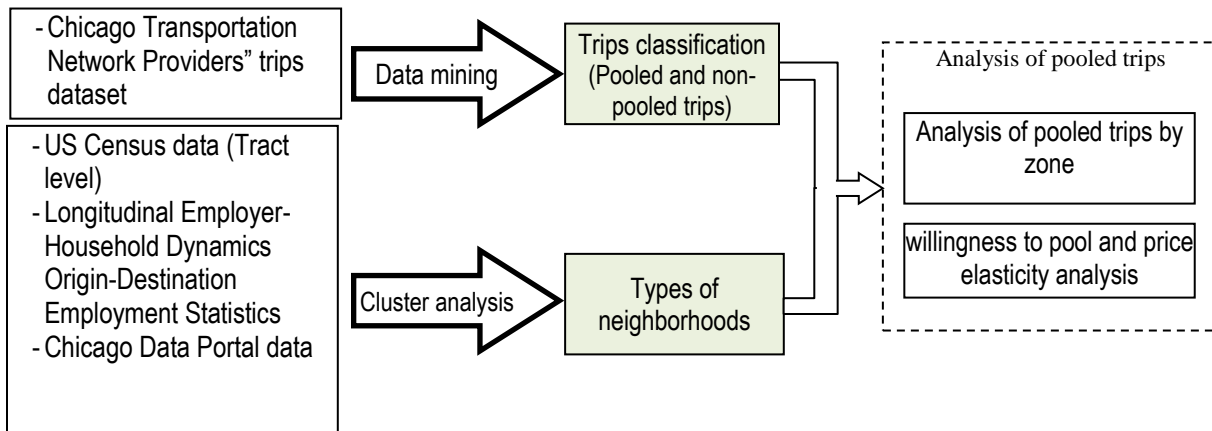 - Chicago Transportation
Network Providers” trips
dataset
- US Census data (Tract
level)
- Longitudinal Employer-
Household Dynamics
Origin-Destination
Employment Statistics
- Chicago Data Portal data
Data mining
Cluster analysis
Trips classification
(Pooled and non-
pooled trips)
Types of
neighborhoods
Analysis of pooled trips
Analysis of pooled trips by
zone
willingness to pool and price
elasticity analysis